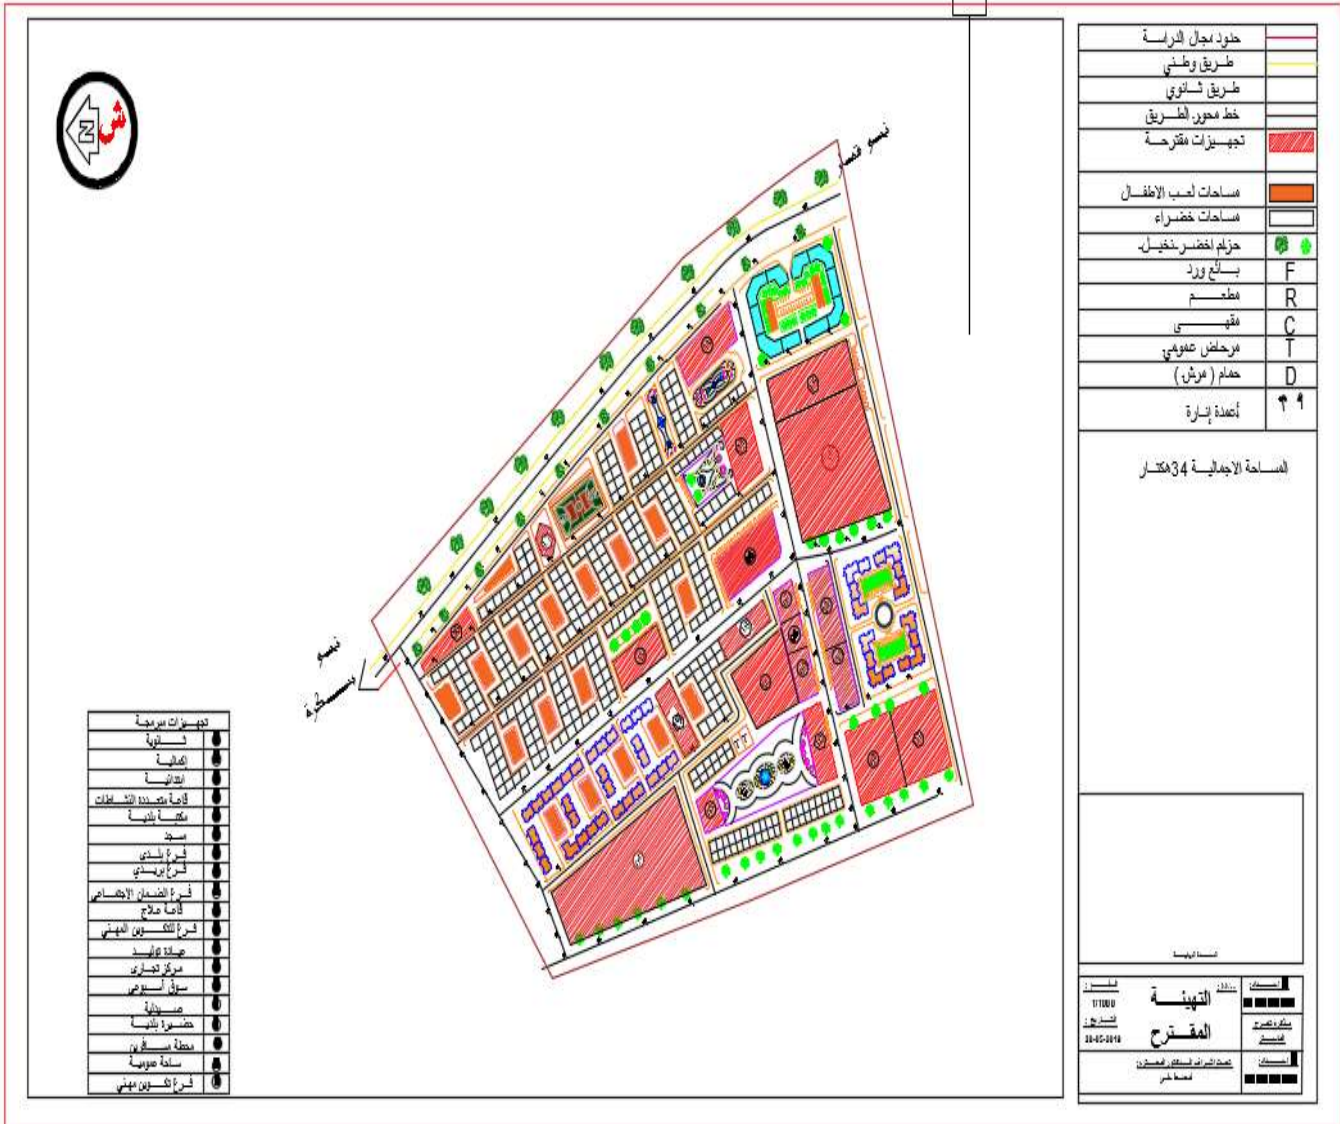 حدود مجال الدراسة
طريق وطني
طريق ثانوي
خط محور الطريق
تجهيزات مقترحة
مساحات لعب الاطفال
مساحات خضراء
حزام اخضر-نخيل-
بائع ورد F
مطعم R
مقهى C
مرحاض عمومي T
حمام ( مرش ) D
أعمدة إنارة
المساحة الاجمالية 34هكتار
ش
N
نحو
بسكرة
تجهيزات مبرمجة
ثانوية
إكمالية
ابتدائية
قاعة متعددة النشاطات
مكتبة بلدية
مسجد
فرع بلدي
فرع بريدي
فرع الضمان الاجتماعي
قاعة علاج
فرع للتكوين المهني
عيادة توليد
مركز تجاري
سوق أسبوعي
صيدلية
حضيرة بلدية
محطة مسافرين
ساحة عمومية
فرع تكوين مهني
التهيئة
المقترح